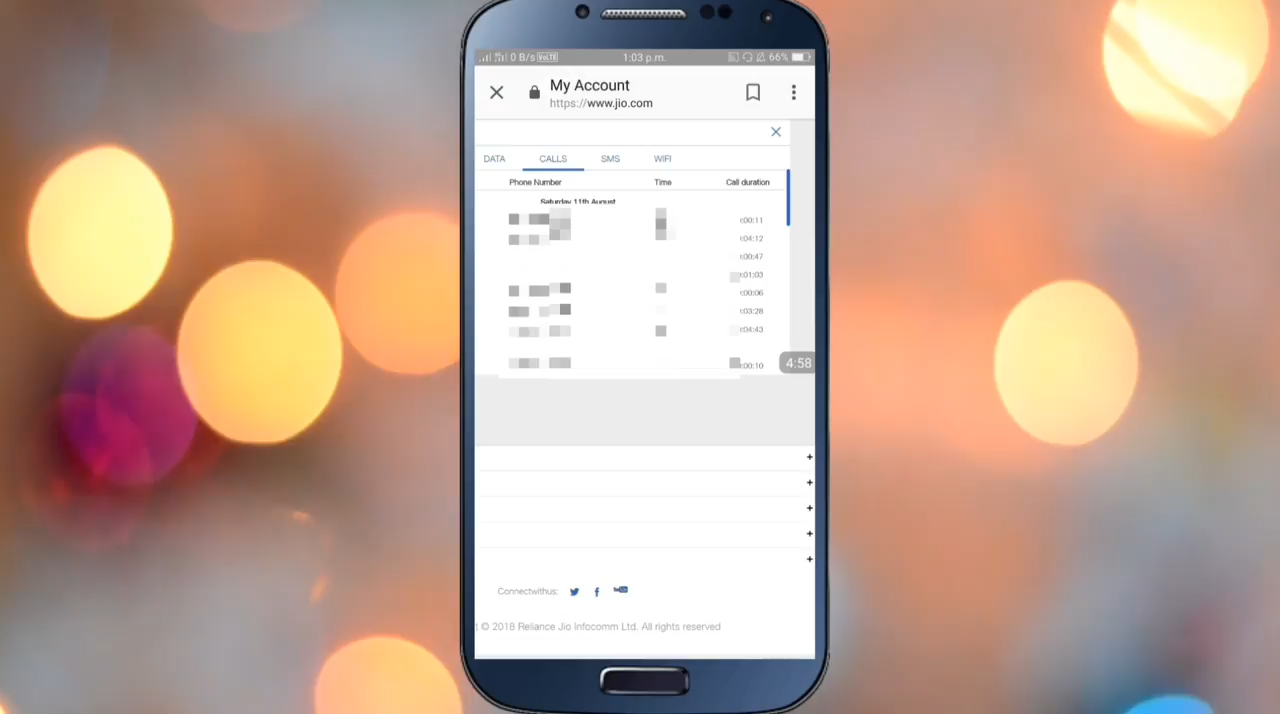 0 B/s VoLTE 1:03 p.m. 66%
My Account
https://www.jio.com
DATA CALLS SMS WIFI
Phone Number Time Call duration
Saturday 11th August
:00:11
:04:12
:00:47
:01:03
:00:06
:03:28
:04:43
:00:10
4:58
+
+
+
+
+
Connectwithus:
© 2018 Reliance Jio Infocomm Ltd. All rights reserved